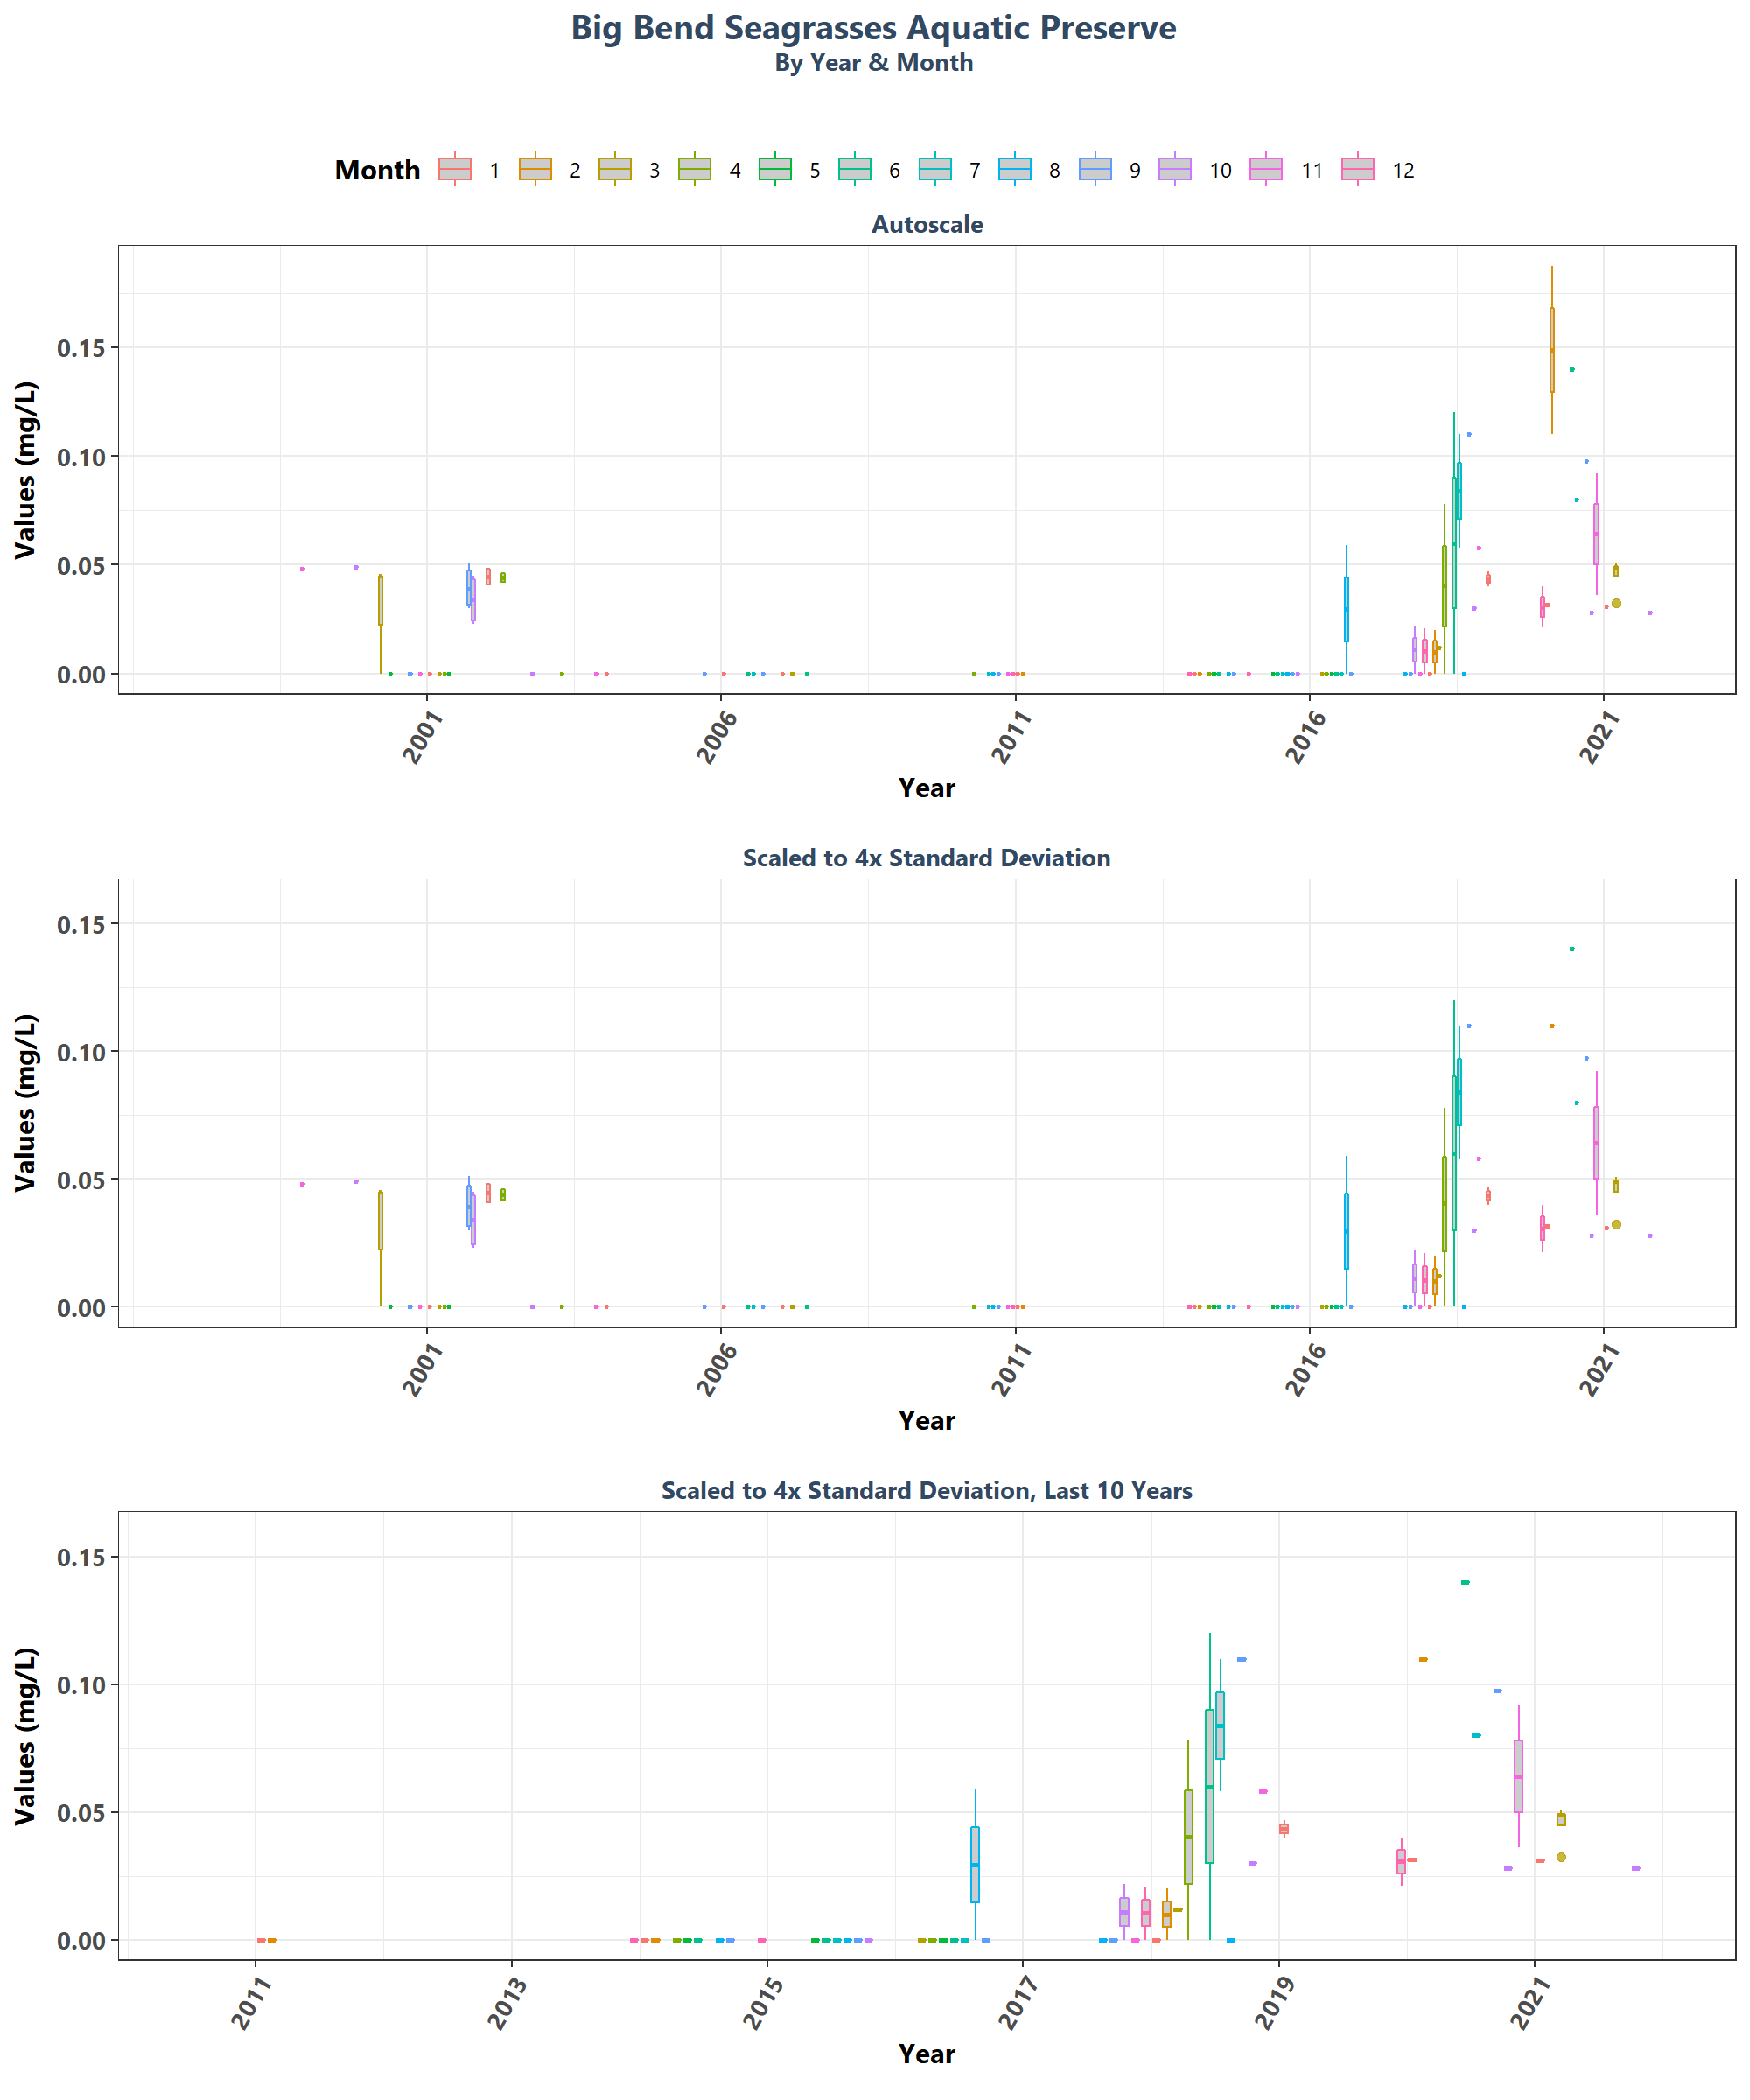 Big Bend Seagrasses Aquatic Preserve
By Year & Month
Month 1 2 3 4 5 6 7 8 9 10 11 12
Autoscale
Values (mg/L)
0.15
0.10
0.05
0.00
2001 2006 2011 2016 2021
Year
Scaled to 4x Standard Deviation
Values (mg/L)
0.15
0.10
0.05
0.00
2001 2006 2011 2016 2021
Year
Scaled to 4x Standard Deviation, Last 10 Years
Values (mg/L)
0.15
0.10
0.05
0.00
2011 2013 2015 2017 2019 2021
Year